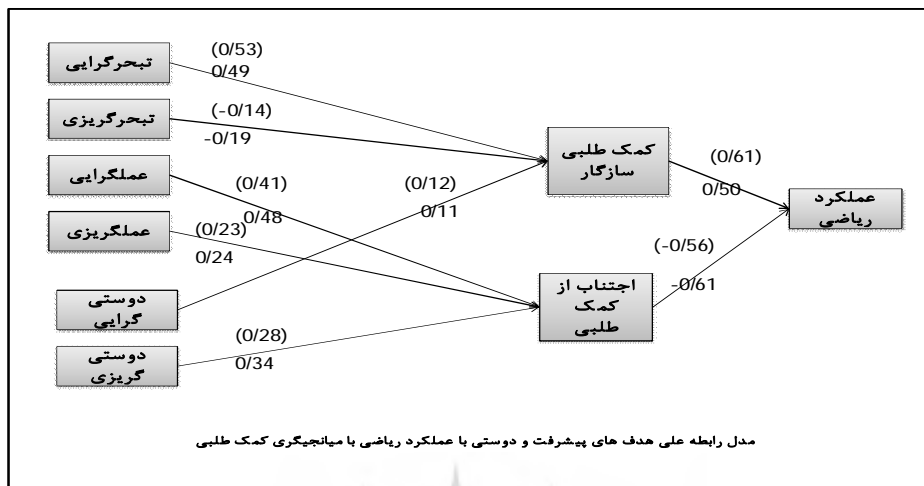 تبحرگرایی
(0/53)
0/49
تبحرگریزی
(-0/14)
-0/19
عملگرایی
(0/41)
0/48
عملگریزی
(0/23)
0/24
دوستی
گرایی
(0/12)
0/11
دوستی
گریزی
(0/28)
0/34
کمک طلبی
سازگار
(0/61)
0/50
اجتناب از
کمک
طلبی
(-0/56)
-0/61
عملکرد
ریاضی
مدل رابطه علی هدف های پیشرفت و دوستی با عملکرد ریاضی با میانجیگری کمک طلبی